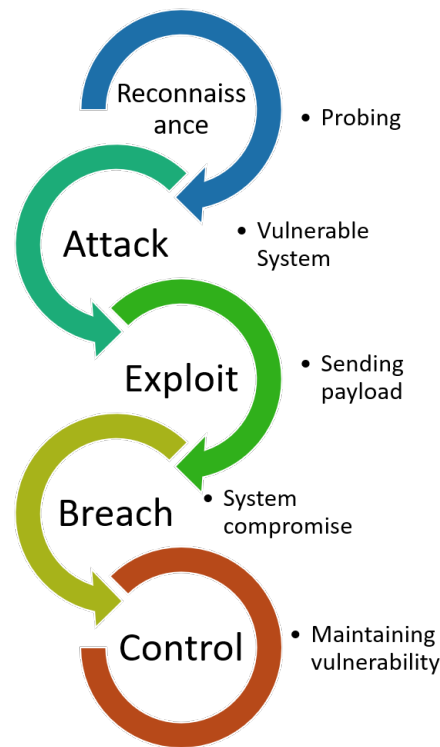 Reconnaiss
ance
• Probing
Attack
• Vulnerable
System
Exploit
• Sending
payload
Breach
• System
compromise
Control
• Maintaining
vulnerability